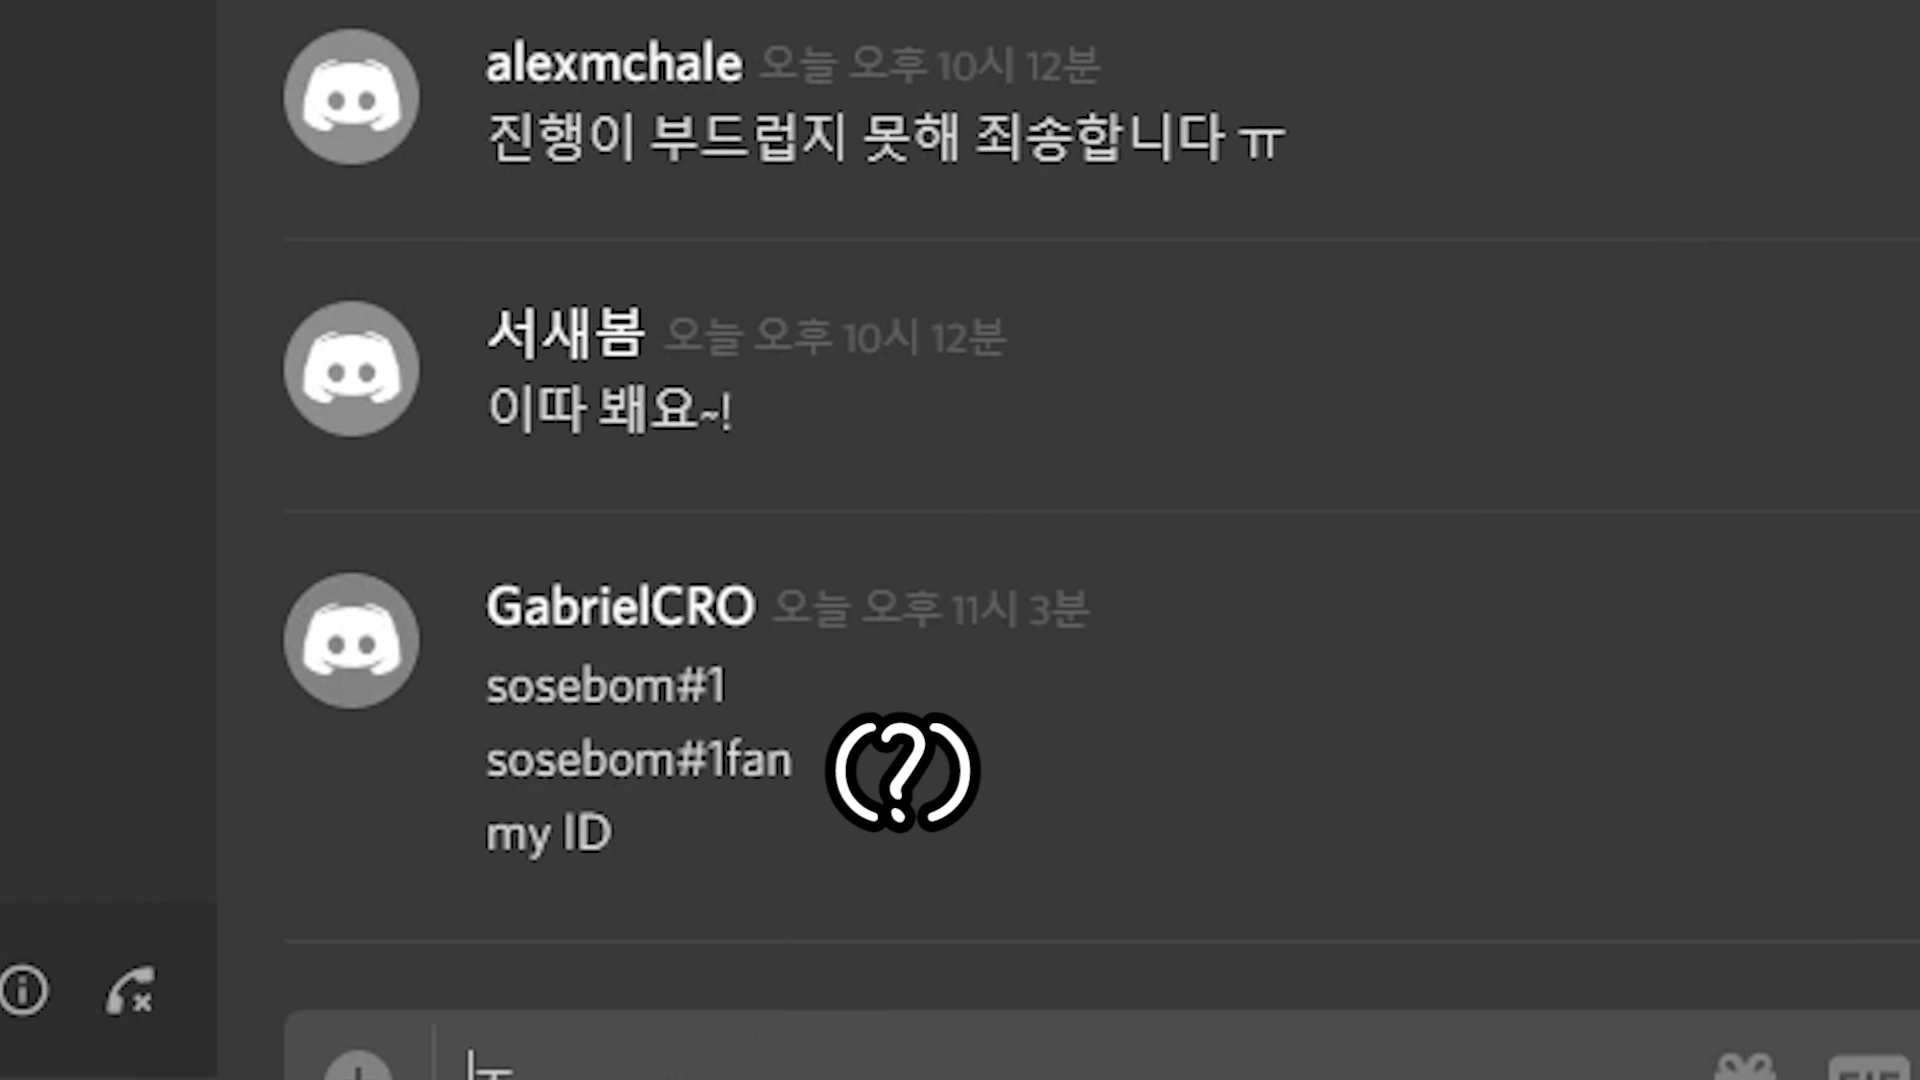 alexmchale 오늘 오후 10시 12분
진행이 부드럽지 못해 죄송합니다 ㅠ
서새봄 오늘 오후 10시 12분
이따 봬요~!
GabrielCRO 오늘 오후 11시 3분
sosebom#1
sosebom#1fan
(?)
my ID